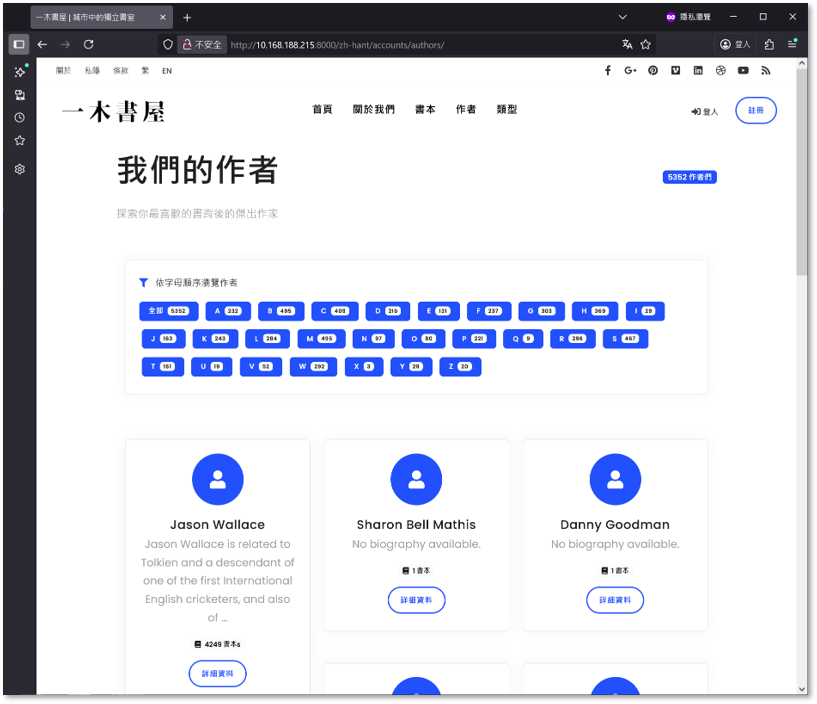 一木書屋 | 城市中的獨立書室
隱私瀏覽
不安全 http://10.168.188.215:8000/zh-hant/accounts/authors/ 登入
關於 私隱 條款 繁 EN
一木書屋 首頁 關於我們 書本 作者 類型 登入 註冊
我們的作者
5352 作者們
探索你最喜歡的書背後的傑出作家
依字母順序瀏覽作者
全部 5352 A 232 B 495 C 499 D 216 E 131 F 237 G 303 H 369 I 29
J 163 K 243 L 284 M 495 N 97 O 80 P 221 Q 9 R 296 S 467
T 151 U 19 V 52 W 292 X 3 Y 29 Z 20
Jason Wallace
Jason Wallace is related to
Tolkien and a descendant of
one of the first International
English cricketers, and also
of ...
4249 書本s
詳細資料
Sharon Bell Mathis
No biography available.
1 書本
詳細資料
Danny Goodman
No biography available.
1 書本
詳細資料